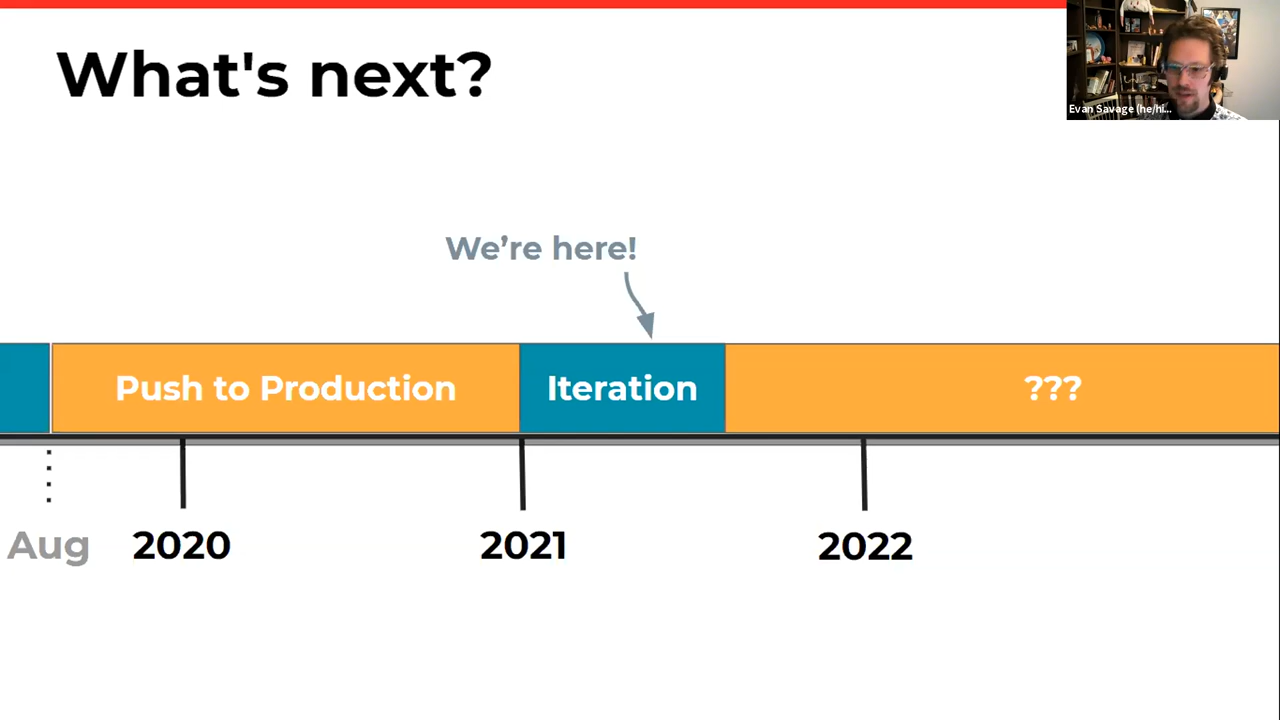 What's next?
Evan Savage (he/hi...
We're here!
Push to Production
Iteration
???
Aug
2020
2021
2022